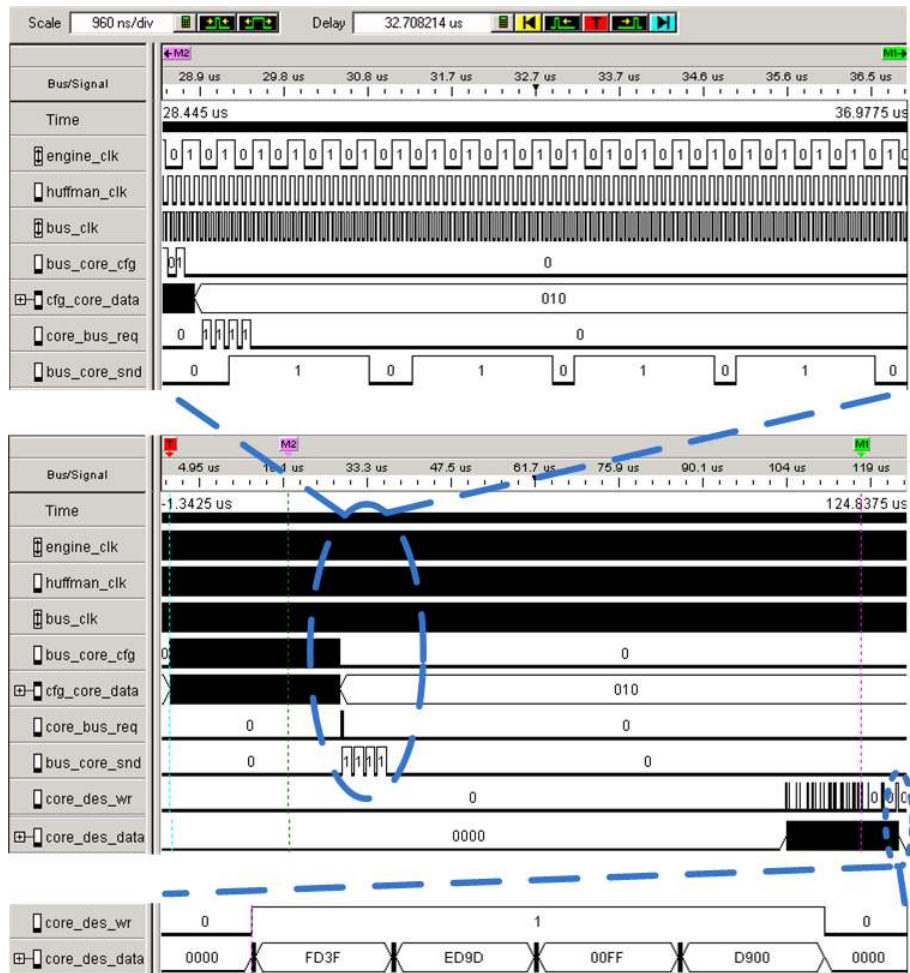 Scale 960 ns/div Delay 32.708214 us T
M2 M1
Bus/Signal 28.9 us 29.8 us 30.8 us 31.7 us 32.7 us 33.7 us 34.6 us 35.6 us 36.5 us
Time 28.445 us 36.9775 us
engine_clk 0 1 0 1 0 1 0 1 0 1 0 1 0 1 0 1 0 1 0 1 0 1 0 1 0 1 0 1 0 1 0 1 0 1 0 1 0 1 0 1 0
huffman_clk
bus_clk
bus_core_cfg 0 1 0
cfg_core_data 010
core_bus_req 0 1 1 1 1 0
bus_core_snd 0 1 0 1 0 1 0 1 0
T M2 M1
Bus/Signal 4.95 us us 33.3 us 47.5 us 61.7 us 75.9 us 90.1 us 104 us 119 us
Time -1.3425 us 124.8375 us
engine_clk
huffman_clk
bus_clk
bus_core_cfg 0 0
cfg_core_data 010
core_bus_req 0 0
bus_core_snd 0 1 1 1 1 0
core_des_wr 0 0 0 0
core_des_data 0000
core_des_wr 0 1 0
core_des_data 0000 FD3F ED9D 00FF D900 0000